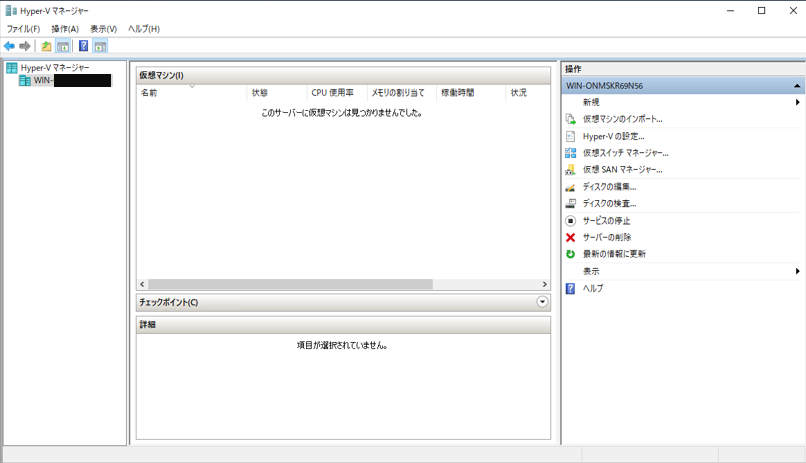 Hyper-V マネージャー
ファイル(F) 操作(A) 表示(V) ヘルプ(H)
Hyper-V マネージャー
WIN-
仮想マシン(I)
名前 状態 CPU 使用率 メモリの割り当て 稼働時間 状況
このサーバーに仮想マシンは見つかりませんでした。
チェックポイント(C)
詳細
項目が選択されていません。
操作
WIN-ONMSKR69N56
新規
仮想マシンのインポート...
Hyper-V の設定...
仮想スイッチ マネージャー...
仮想 SAN マネージャー...
ディスクの編集...
ディスクの検査...
サービスの停止
サーバーの削除
最新の情報に更新
表示
ヘルプ